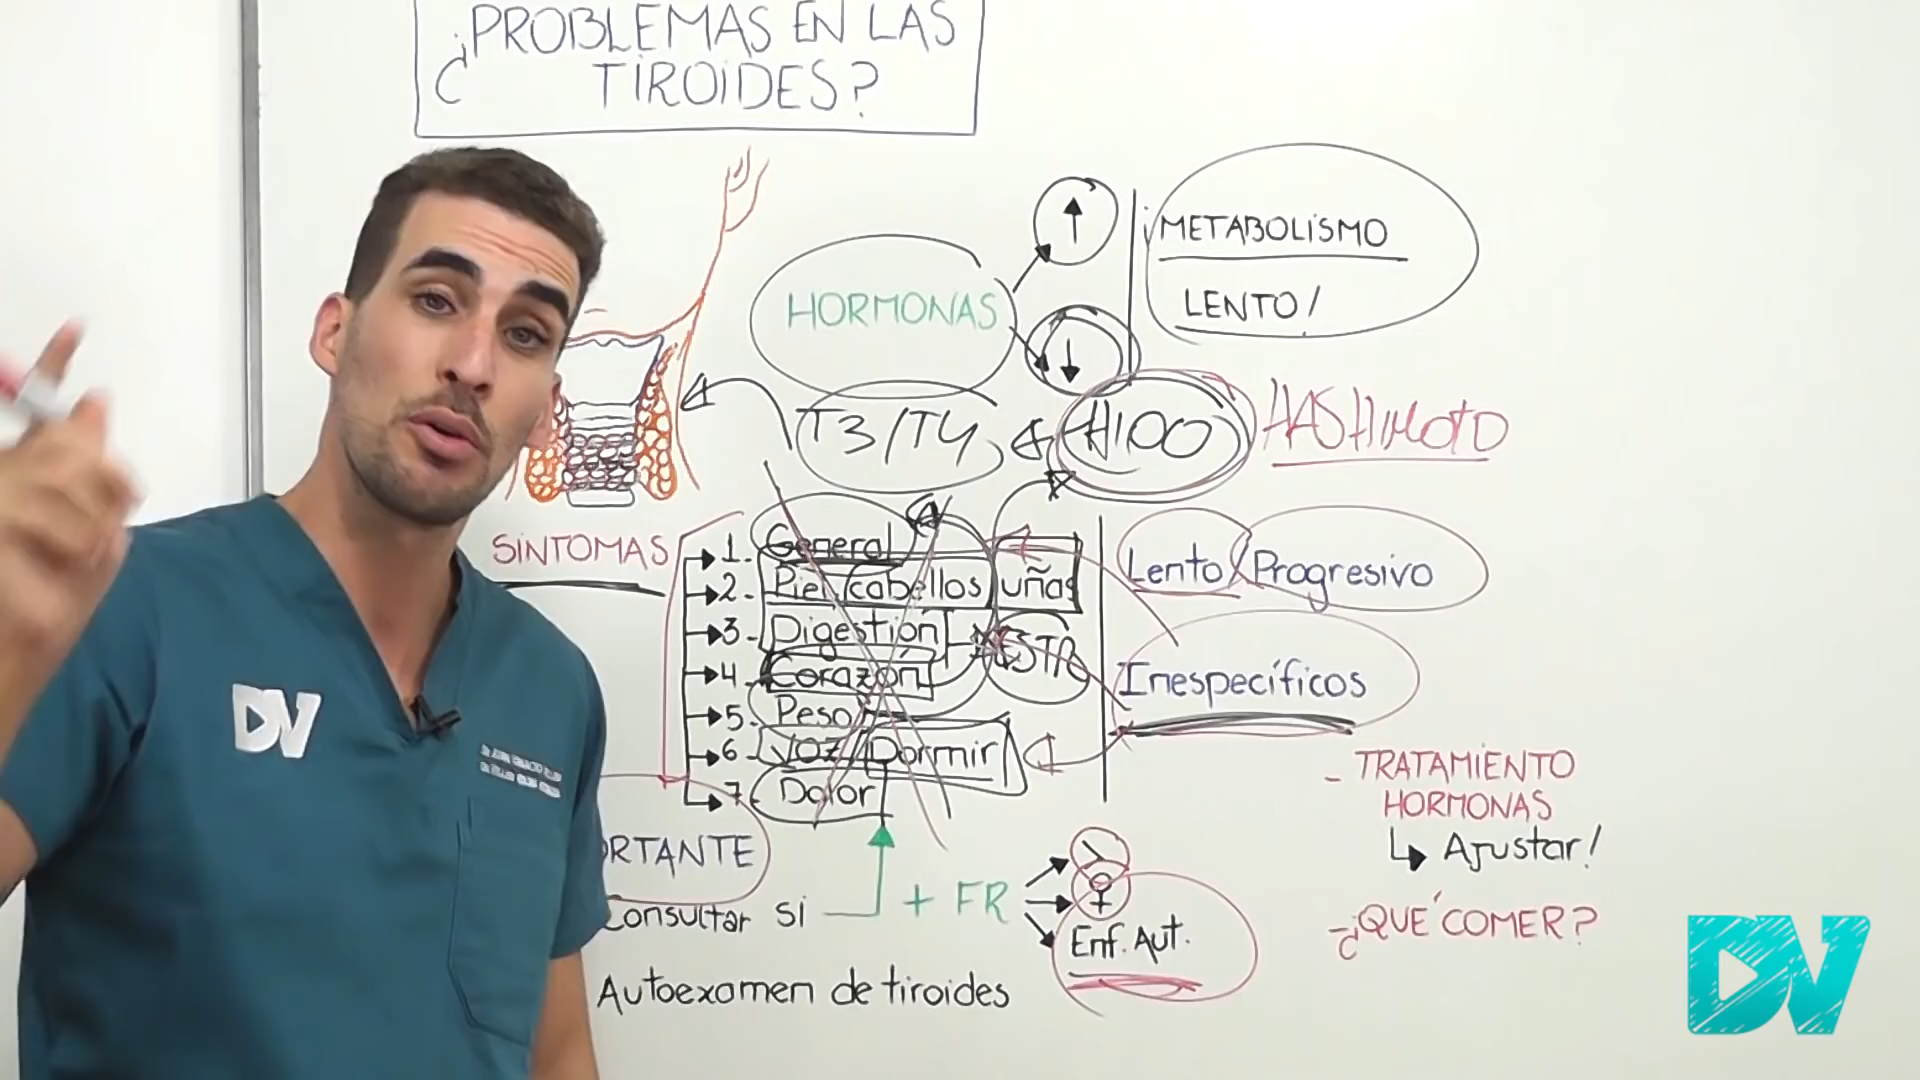 ¿PROBLEMAS EN LAS
TIROIDES?
¡METABOLISMO
LENTO!
HORMONAS
T3/T4
HIPO
HASHIMOTO
SÍNTOMAS
1. General
2. Piel/cabellos/uñas
3. Digestión
4. Corazón
5. Peso
6. Voz/Dormir
7. Dolor
Lento/Progresivo
Inespecíficos
- TRATAMIENTO
HORMONAS
Ajustar!
-¿QUÉ COMER?
ORTANTE
Consultar si
+ FR
Enf. Aut.
Autoexamen de tiroides
DV
DV